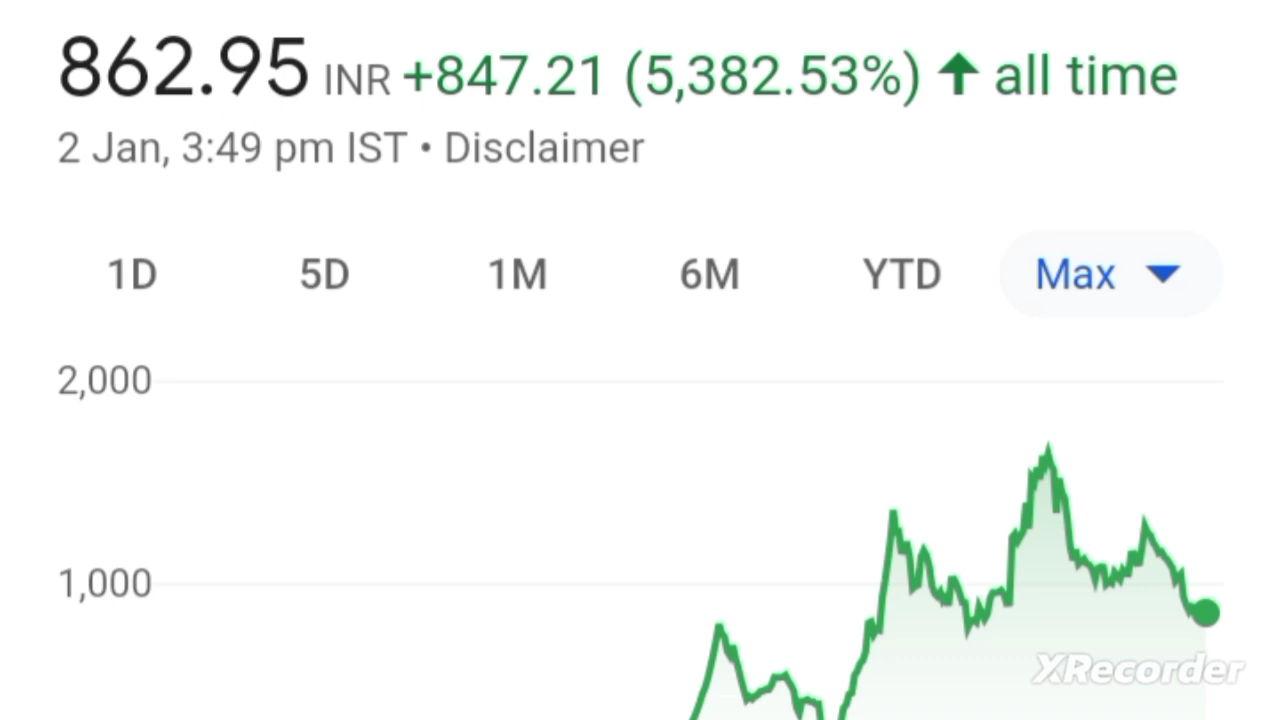 862.95 INR +847.21 (5,382.53%) ↑ all time
2 Jan, 3:49 pm IST • Disclaimer
1D 5D 1M 6M YTD Max
2,000
1,000
XRecorder